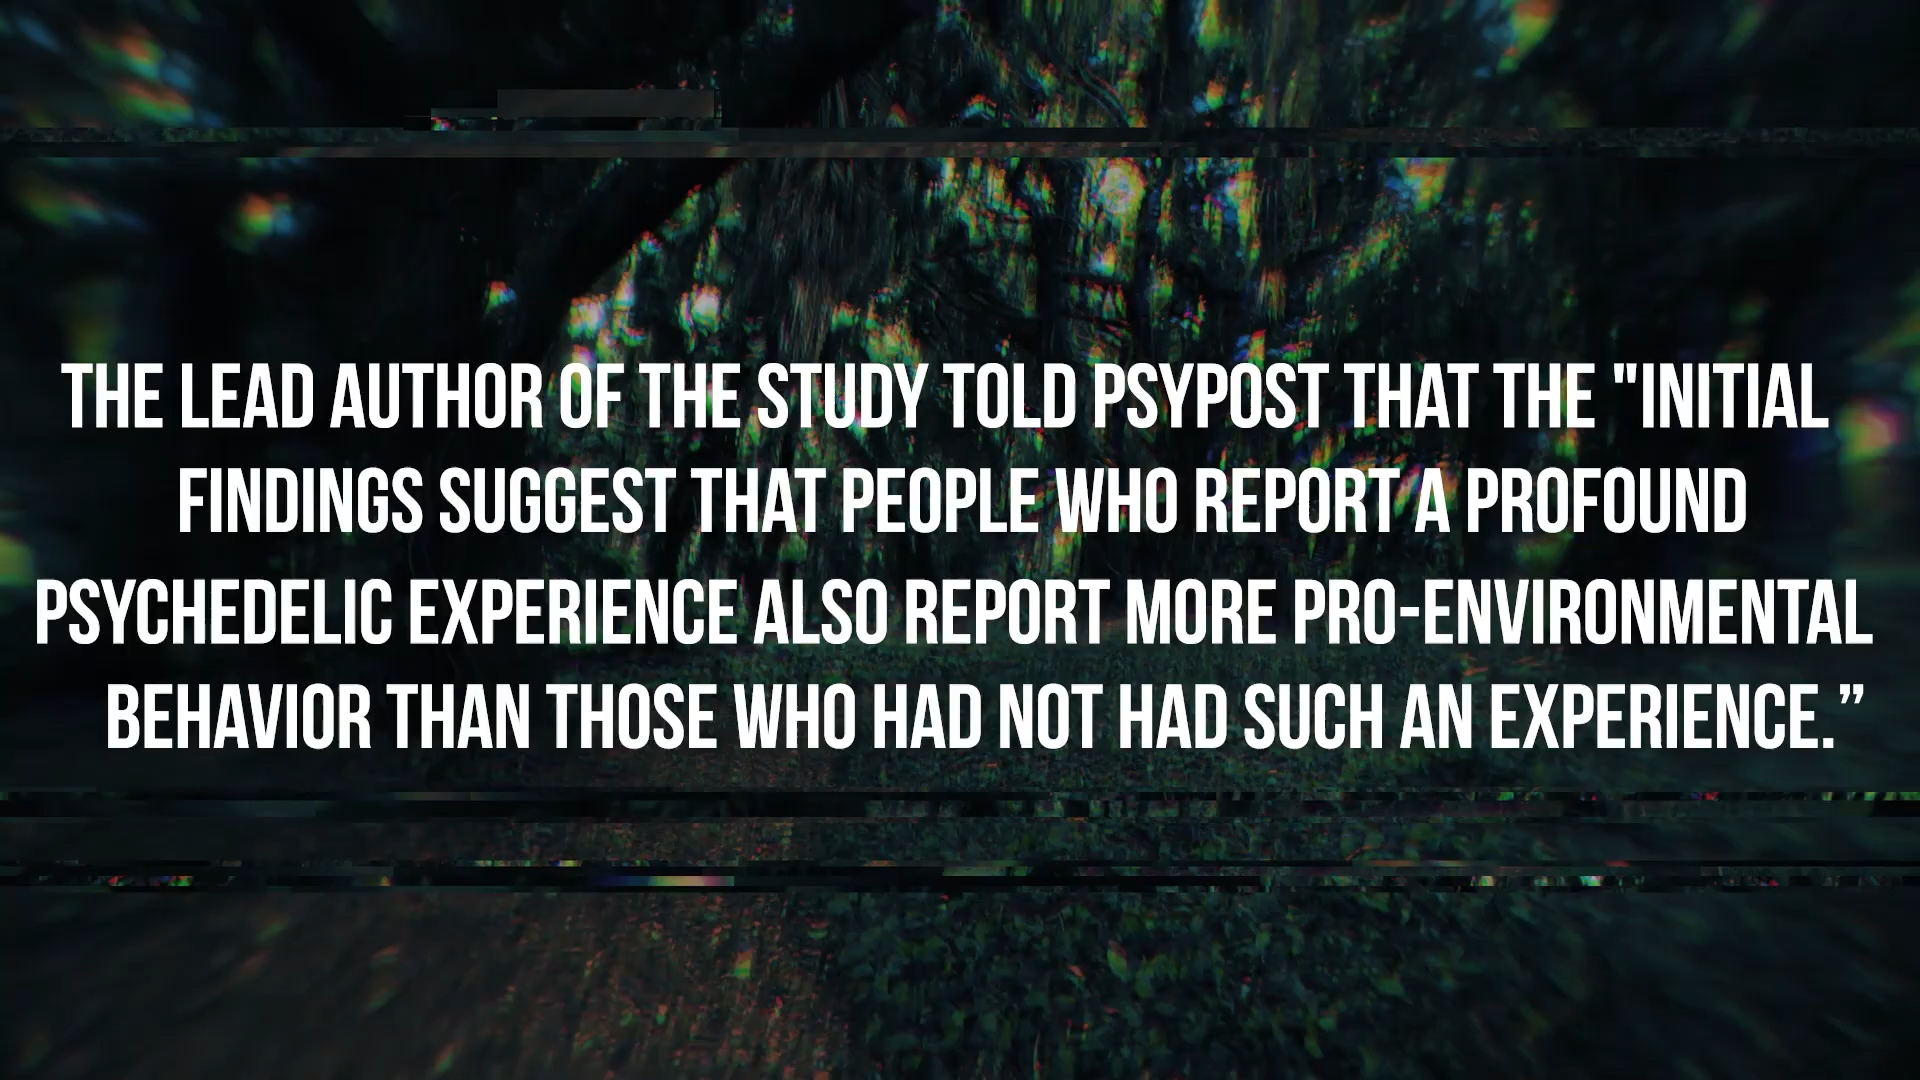 THE LEAD AUTHOR OF THE STUDY TOLD PSYPOST THAT THE "INITIAL
FINDINGS SUGGEST THAT PEOPLE WHO REPORT A PROFOUND
PSYCHEDELIC EXPERIENCE ALSO REPORT MORE PRO-ENVIRONMENTAL
BEHAVIOR THAN THOSE WHO HAD NOT HAD SUCH AN EXPERIENCE.”